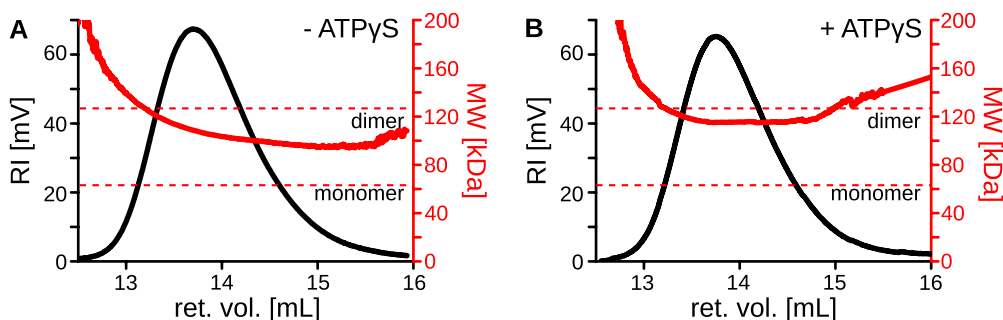 A
- ATPγS
RI [mV]
60
40
20
0
200
160
120
80
40
0
MW [kDa]
dimer
monomer
13
14
15
16
ret. vol. [mL]
B
+ ATPγS
RI [mV]
60
40
20
0
200
160
120
80
40
0
MW [kDa]
dimer
monomer
13
14
15
16
ret. vol. [mL]